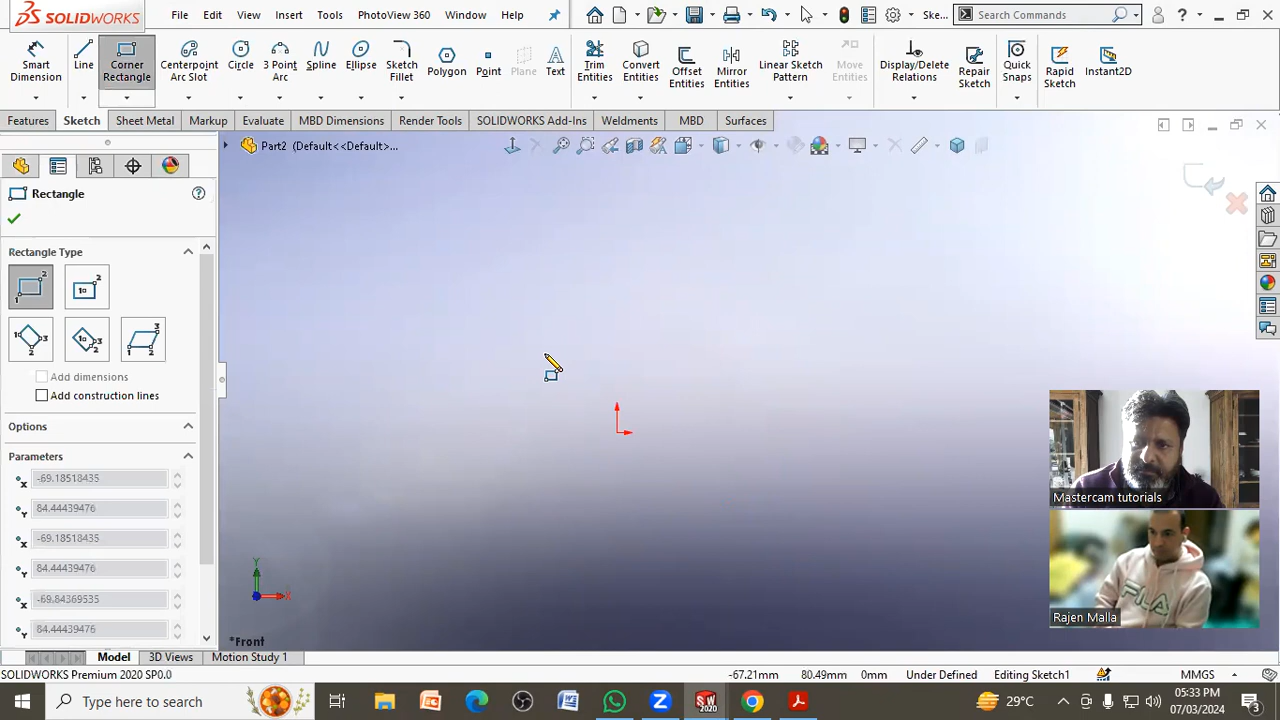 SOLIDWORKS File Edit View Insert Tools PhotoView 360 Window Help Ske... Search Commands ?
Smart Dimension
Line
Corner Rectangle
Centerpoint Arc Slot
Circle
3 Point Arc
Spline
Ellipse
Sketch Fillet
Polygon
Point
Plane
Text
Trim Entities
Convert Entities
Offset Entities
Mirror Entities
Linear Sketch Pattern
Move Entities
Display/Delete Relations
Repair Sketch
Quick Snaps
Rapid Sketch
Instant2D
Features Sketch Sheet Metal Markup Evaluate MBD Dimensions Render Tools SOLIDWORKS Add-Ins Weldments MBD Surfaces
Part2 (Default<<Default>...
Rectangle ?
Rectangle Type
Add dimensions
Add construction lines
Options
Parameters
-69.18518435
84.44439476
-69.18518435
84.44439476
-69.84369535
84.44439476
Y
X
*Front
Mastercam tutorials
FILA
Rajen Malla
Model 3D Views Motion Study 1
SOLIDWORKS Premium 2020 SP0.0 -67.21mm 80.49mm 0mm Under Defined Editing Sketch1 MMGS
Type here to search 29°C 05:33 PM
07/03/2024